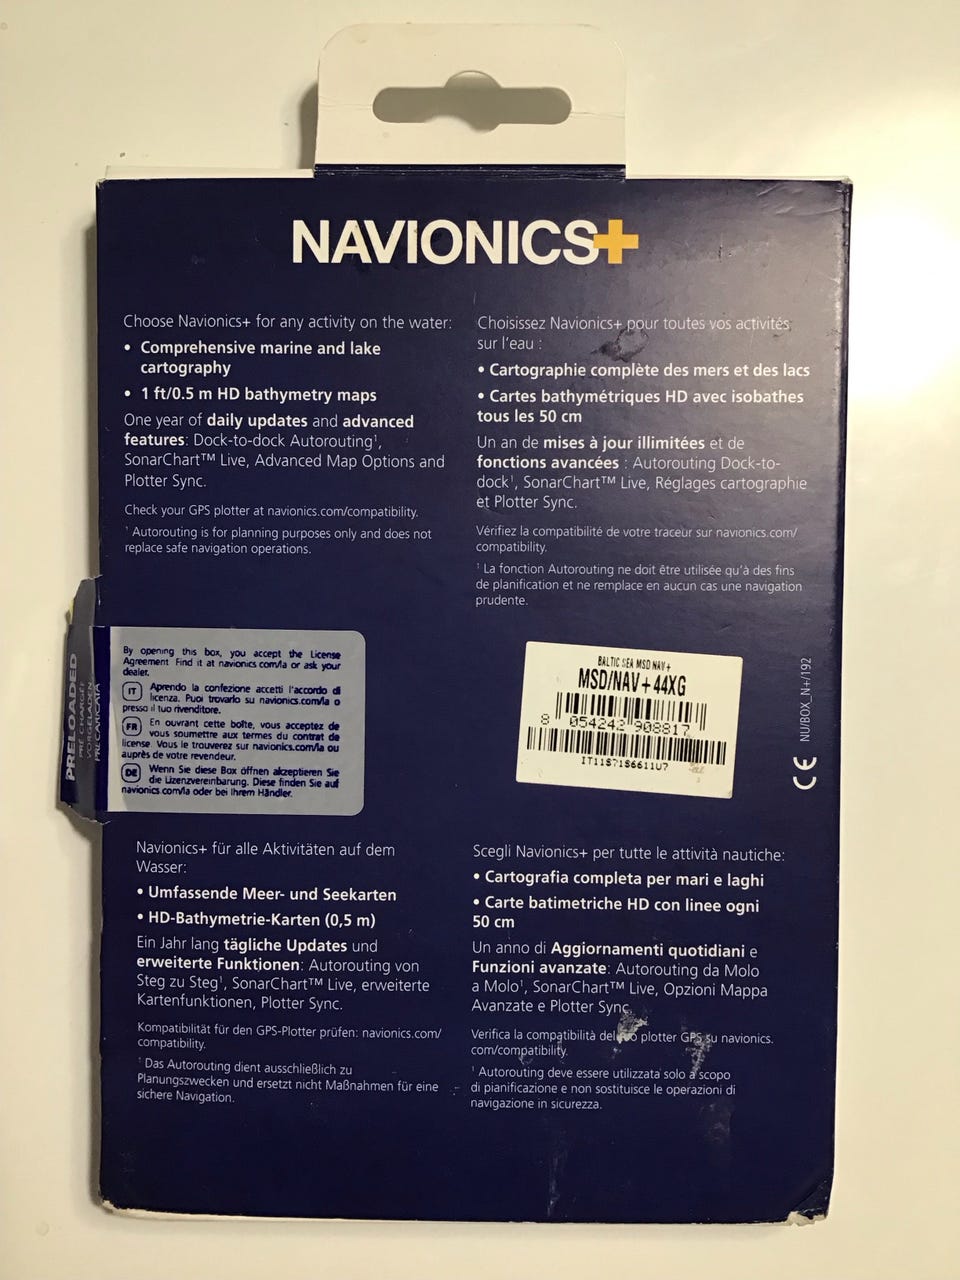 NAVIONICS+
Choose Navionics+ for any activity on the water:
• Comprehensive marine and lake
cartography
• 1 ft/0.5 m HD bathymetry maps
One year of daily updates and advanced
features: Dock-to-dock Autorouting¹,
SonarChart™ Live, Advanced Map Options and
Plotter Sync.
Check your GPS plotter at navionics.com/compatibility.
¹ Autorouting is for planning purposes only and does not
replace safe navigation operations.
Choisissez Navionics+ pour toutes vos activités
sur l'eau :
• Cartographie complète des mers et des lacs
• Cartes bathymétriques HD avec isobathes
tous les 50 cm
Un an de mises à jour illimitées et de
fonctions avancées : Autorouting Dock-to-
dock¹, SonarChart™ Live, Réglages cartographie
et Plotter Sync.
Vérifiez la compatibilité de votre traceur sur navionics.com/
compatibility.
¹ La fonction Autorouting ne doit être utilisée qu'à des fins
de planification et ne remplace en aucun cas une navigation
prudente.
PRELOADED
PRÉ CHARGÉE
VORGELADEN
PRECARICATA
By opening this box, you accept the License
Agreement Find it at navionics.com/la or ask your
dealer.
IT Aprendo la confezione accetti l'accordo di
licenza. Puoi trovarlo su navionics.com/la o
presso il tuo rivenditore.
FR En ouvrant cette boîte, vous acceptez de
vous soumettre aux termes du contrat de
license. Vous le trouverez sur navionics.com/la ou
auprès de votre revendeur.
DE Wenn Sie diese Box öffnen akzeptieren Sie
die Lizenzvereinbarung. Diese finden Sie auf
navionics.com/la oder bei Ihrem Händler.
BALTIC SEA MSD NAV+
MSD/NAV+44XG
8 054242 908817
IT11S71S6611U7
NU/BOX_N+/192
CE
Navionics+ für alle Aktivitäten auf dem
Wasser:
• Umfassende Meer- und Seekarten
• HD-Bathymetrie-Karten (0,5 m)
Ein Jahr lang tägliche Updates und
erweiterte Funktionen: Autorouting von
Steg zu Steg¹, SonarChart™ Live, erweiterte
Kartenfunktionen, Plotter Sync.
Kompatibilität für den GPS-Plotter prüfen: navionics.com/
compatibility.
¹ Das Autorouting dient ausschließlich zu
Planungszwecken und ersetzt nicht Maßnahmen für eine
sichere Navigation.
Scegli Navionics+ per tutte le attività nautiche:
• Cartografia completa per mari e laghi
• Carte batimetriche HD con linee ogni
50 cm
Un anno di Aggiornamenti quotidiani e
Funzioni avanzate: Autorouting da Molo
a Molo¹, SonarChart™ Live, Opzioni Mappa
Avanzate e Plotter Sync.
Verifica la compatibilità del plotter GPS su navionics.
com/compatibility.
¹ Autorouting deve essere utilizzata solo a scopo
di pianificazione e non sostituisce le operazioni di
navigazione in sicurezza.